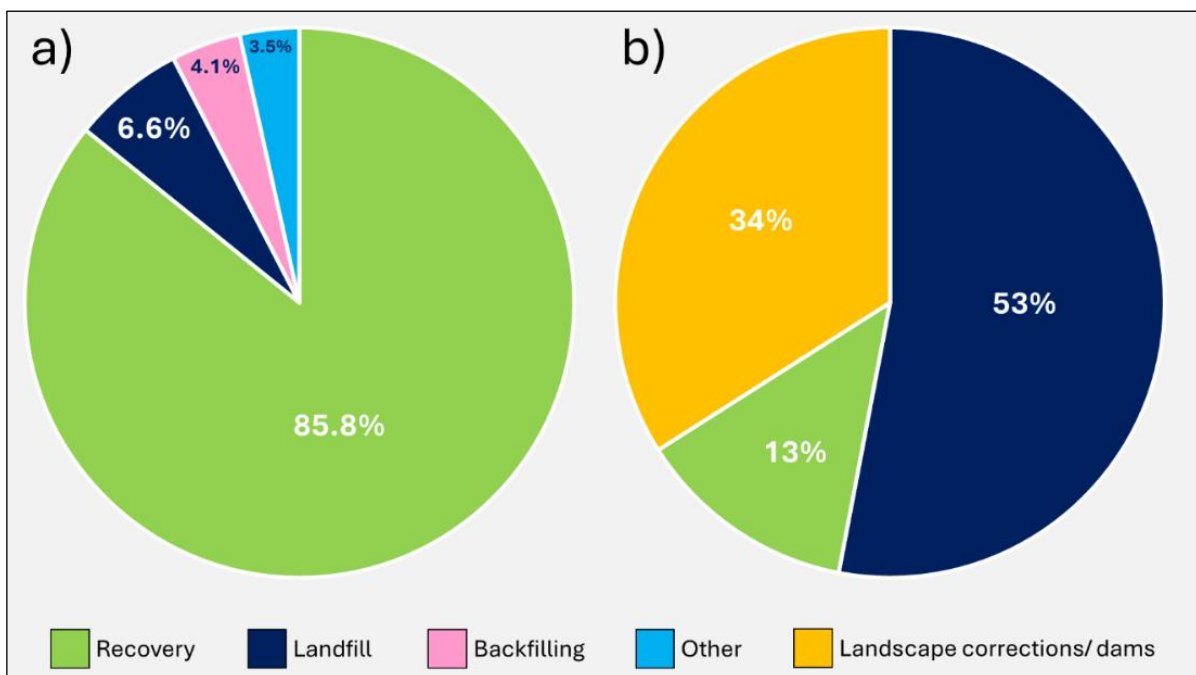 a)
3.5%
4.1%
6.6%
85.8%
b)
34%
53%
13%
Recovery
Landfill
Backfilling
Other
Landscape corrections/ dams